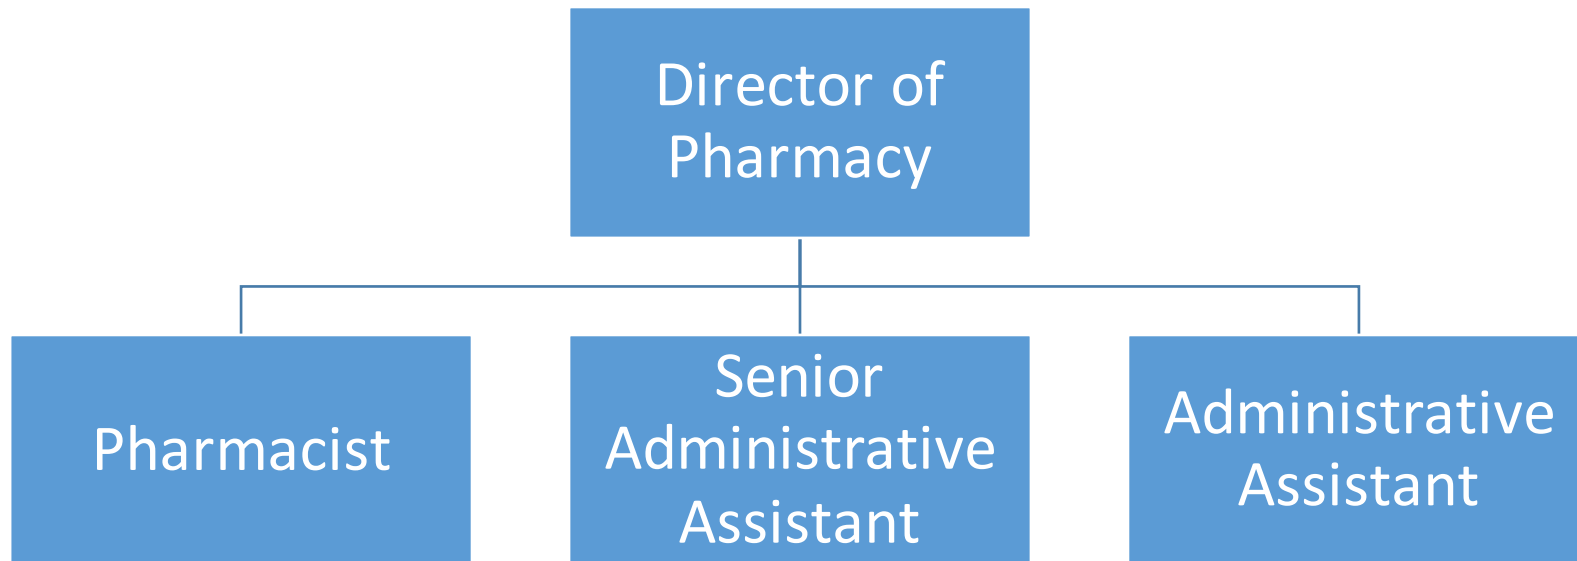 Director of
Pharmacy
Pharmacist
Senior
Administrative
Assistant
Administrative
Assistant